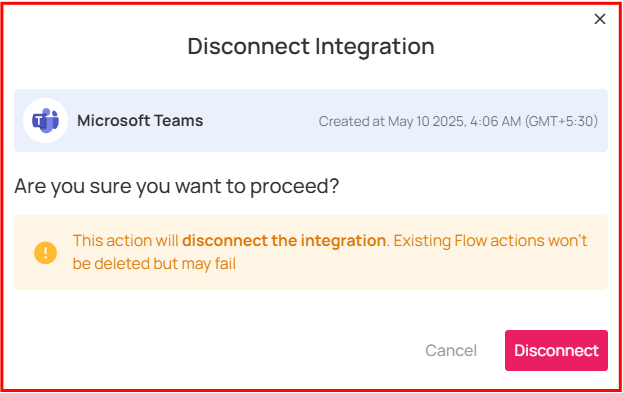 Disconnect Integration
Microsoft Teams
Created at May 10 2025, 4:06 AM (GMT+5:30)
Are you sure you want to proceed?
This action will disconnect the integration. Existing Flow actions won't
be deleted but may fail
Cancel
Disconnect